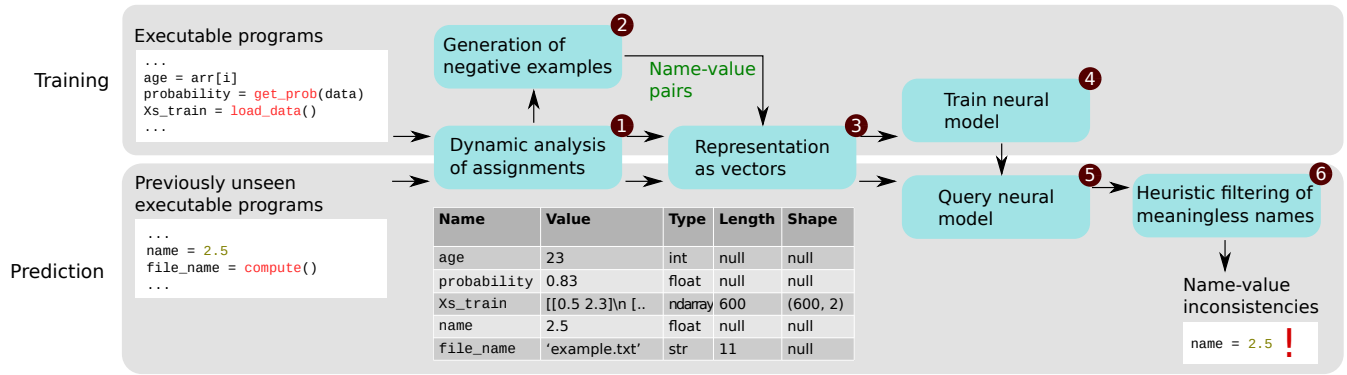 Training
Executable programs
...
age = arr[i]
probability = get_prob(data)
Xs_train = load_data()
...
2
Generation of
negative examples
Name-value
pairs
1
Dynamic analysis
of assignments
3
Representation
as vectors
4
Train neural
model
Prediction
Previously unseen
executable programs
...
name = 2.5
file_name = compute()
...
5
Query neural
model
6
Heuristic filtering of
meaningless names
Name Value Type Length Shape
age 23 int null null
probability 0.83 float null null
Xs_train [[0.5 2.3]\n [.. ndarray 600 (600, 2)
name 2.5 float null null
file_name ‘example.txt’ str 11 null
Name-value
inconsistencies
name = 2.5 !